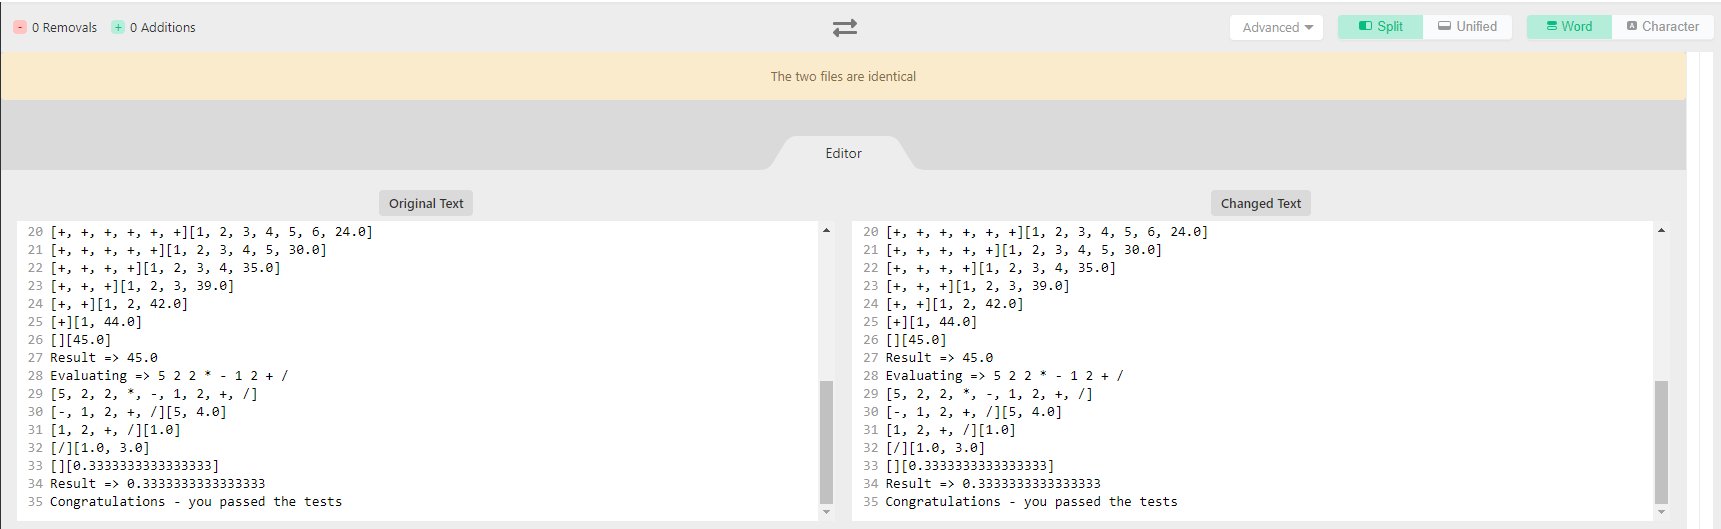 - 0 Removals + 0 Additions Advanced Split Unified Word A Character
The two files are identical
Editor
Original Text
20 [+, +, +, +, +, +][1, 2, 3, 4, 5, 6, 24.0]
21 [+, +, +, +, +][1, 2, 3, 4, 5, 30.0]
22 [+, +, +, +][1, 2, 3, 4, 35.0]
23 [+, +, +][1, 2, 3, 39.0]
24 [+, +][1, 2, 42.0]
25 [+][1, 44.0]
26 [][45.0]
27 Result => 45.0
28 Evaluating => 5 2 2 * - 1 2 + /
29 [5, 2, 2, *, -, 1, 2, +, /]
30 [-, 1, 2, +, /][5, 4.0]
31 [1, 2, +, /][1.0]
32 [/][1.0, 3.0]
33 [][0.3333333333333333]
34 Result => 0.3333333333333333
35 Congratulations - you passed the tests
Changed Text
20 [+, +, +, +, +, +][1, 2, 3, 4, 5, 6, 24.0]
21 [+, +, +, +, +][1, 2, 3, 4, 5, 30.0]
22 [+, +, +, +][1, 2, 3, 4, 35.0]
23 [+, +, +][1, 2, 3, 39.0]
24 [+, +][1, 2, 42.0]
25 [+][1, 44.0]
26 [][45.0]
27 Result => 45.0
28 Evaluating => 5 2 2 * - 1 2 + /
29 [5, 2, 2, *, -, 1, 2, +, /]
30 [-, 1, 2, +, /][5, 4.0]
31 [1, 2, +, /][1.0]
32 [/][1.0, 3.0]
33 [][0.3333333333333333]
34 Result => 0.3333333333333333
35 Congratulations - you passed the tests